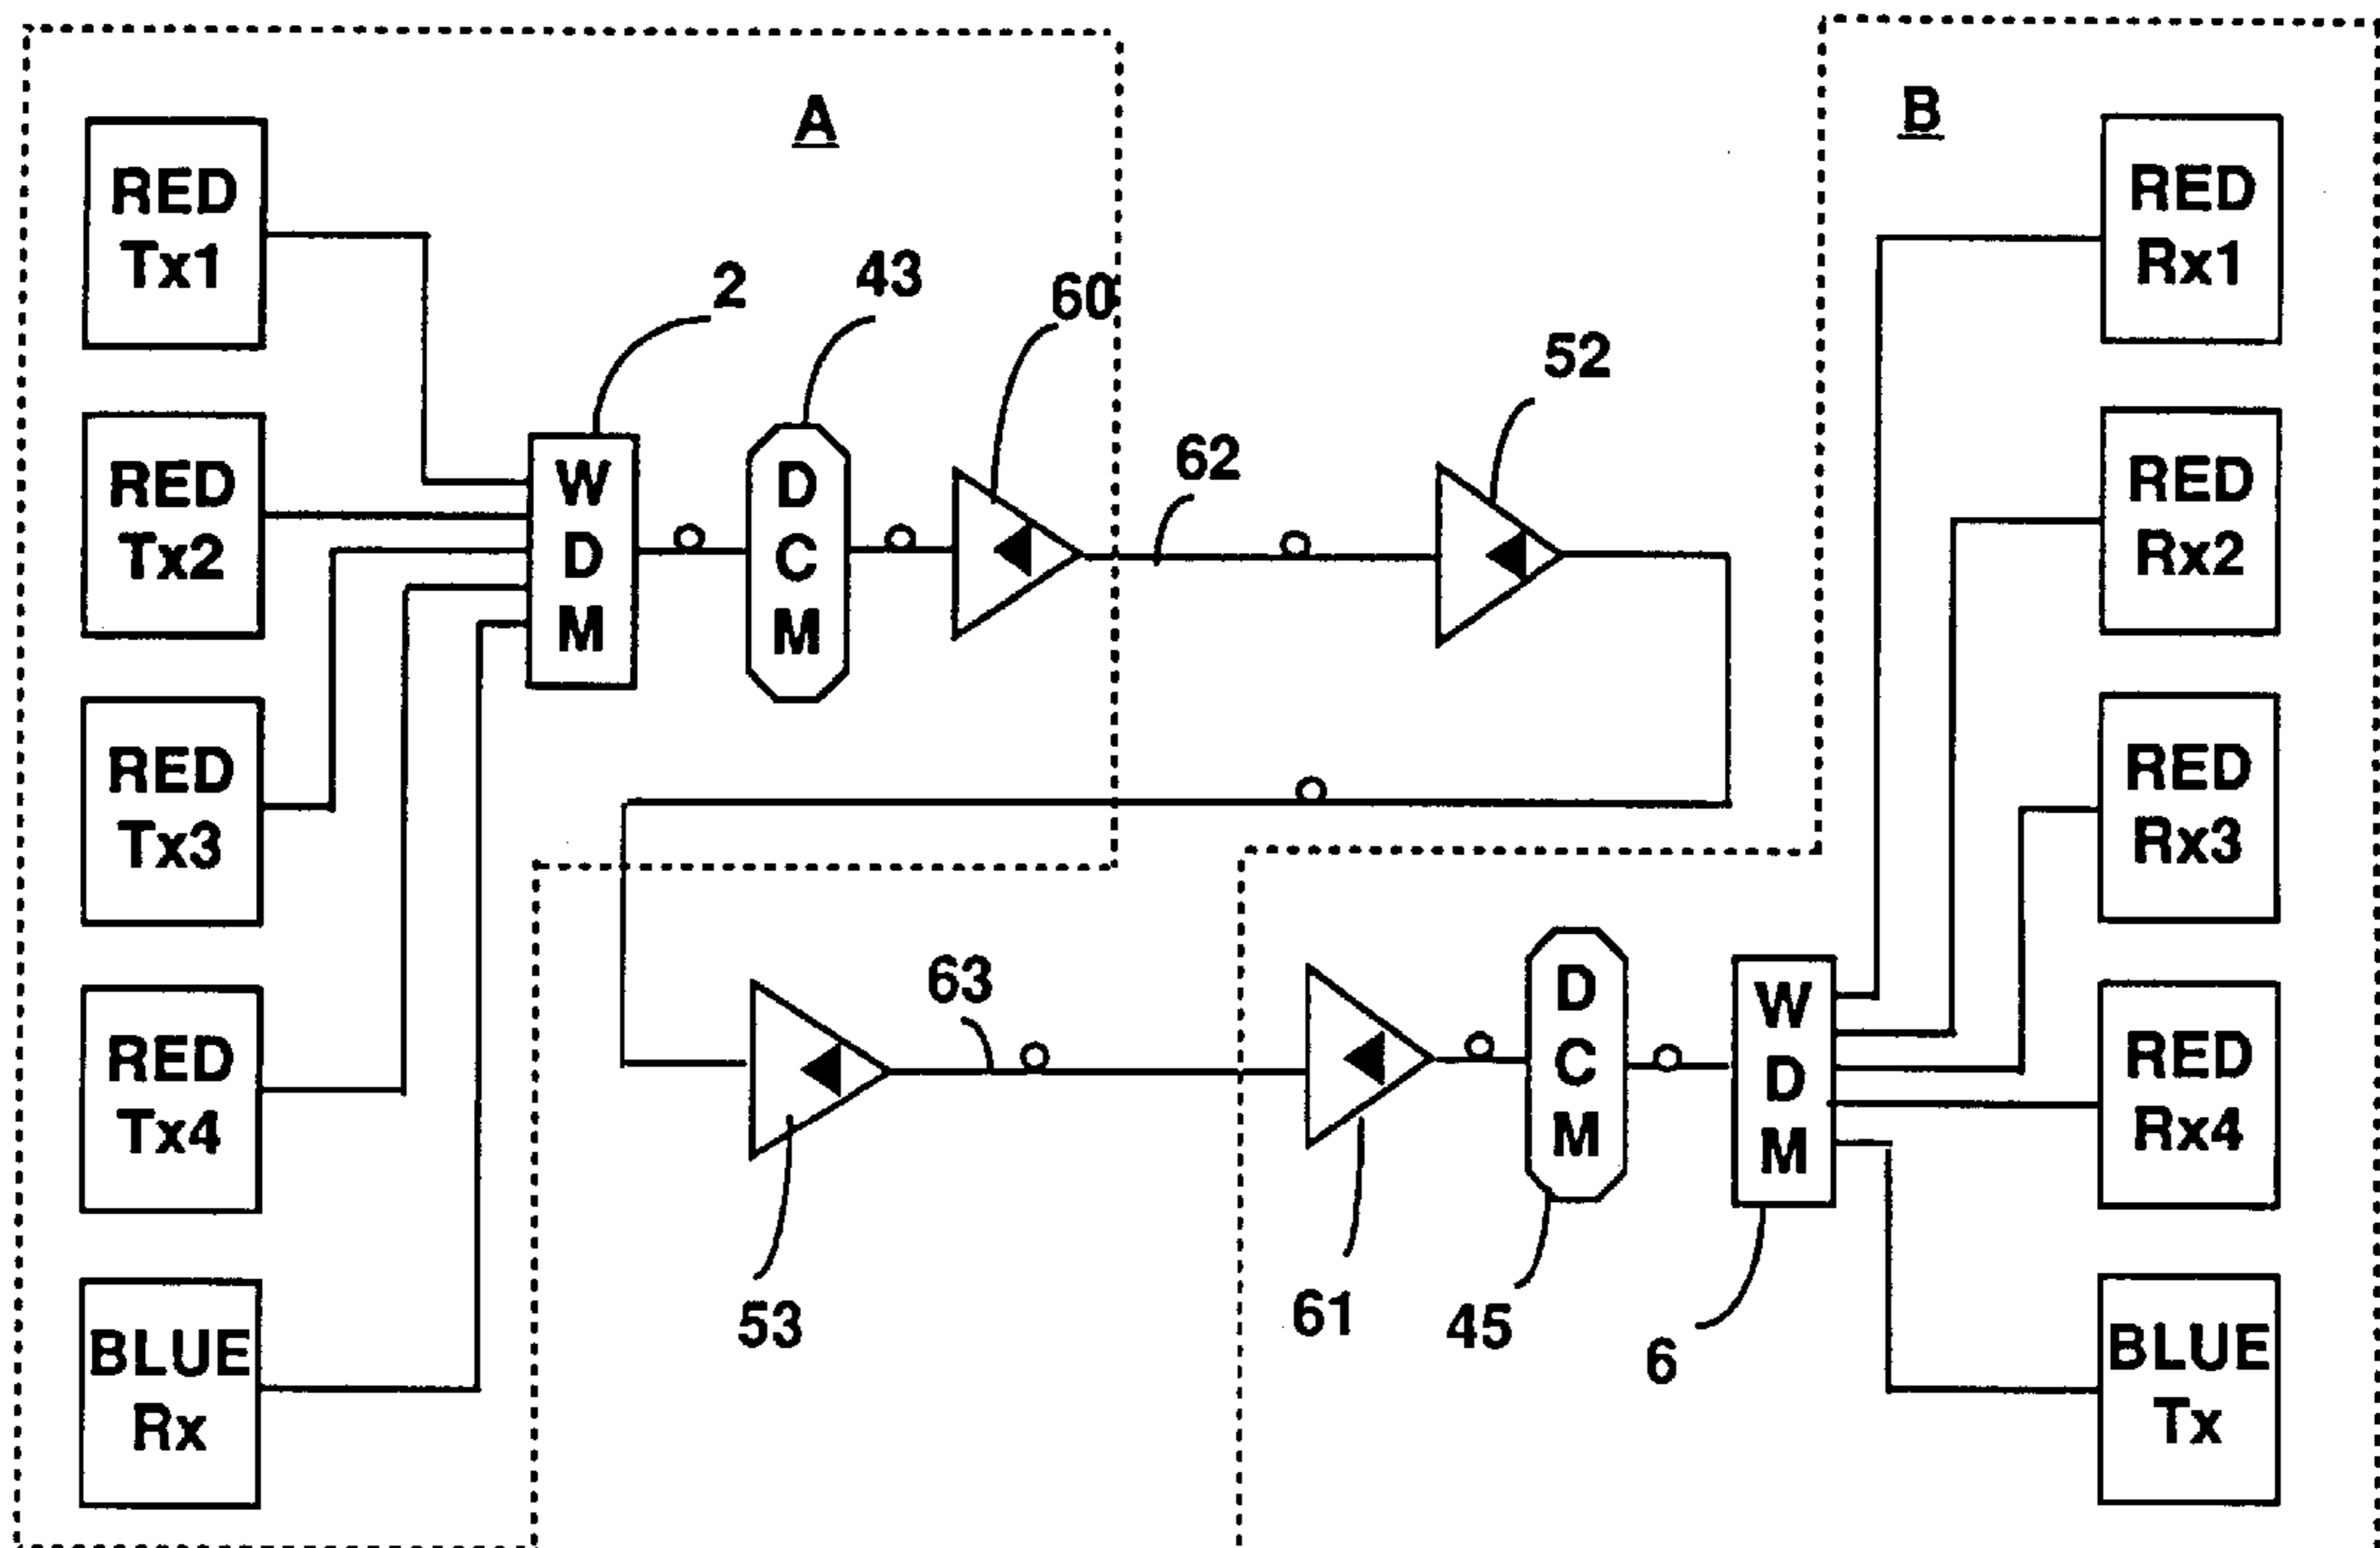 A
B
RED
Tx1
RED
Rx1
2
43
60
52
62
RED
Tx2
RED
Rx2
W
D
M
D
C
M
RED
Tx3
RED
Rx3
63
D
C
M
W
D
M
RED
Tx4
RED
Rx4
53
61
45
6
BLUE
Rx
BLUE
Tx